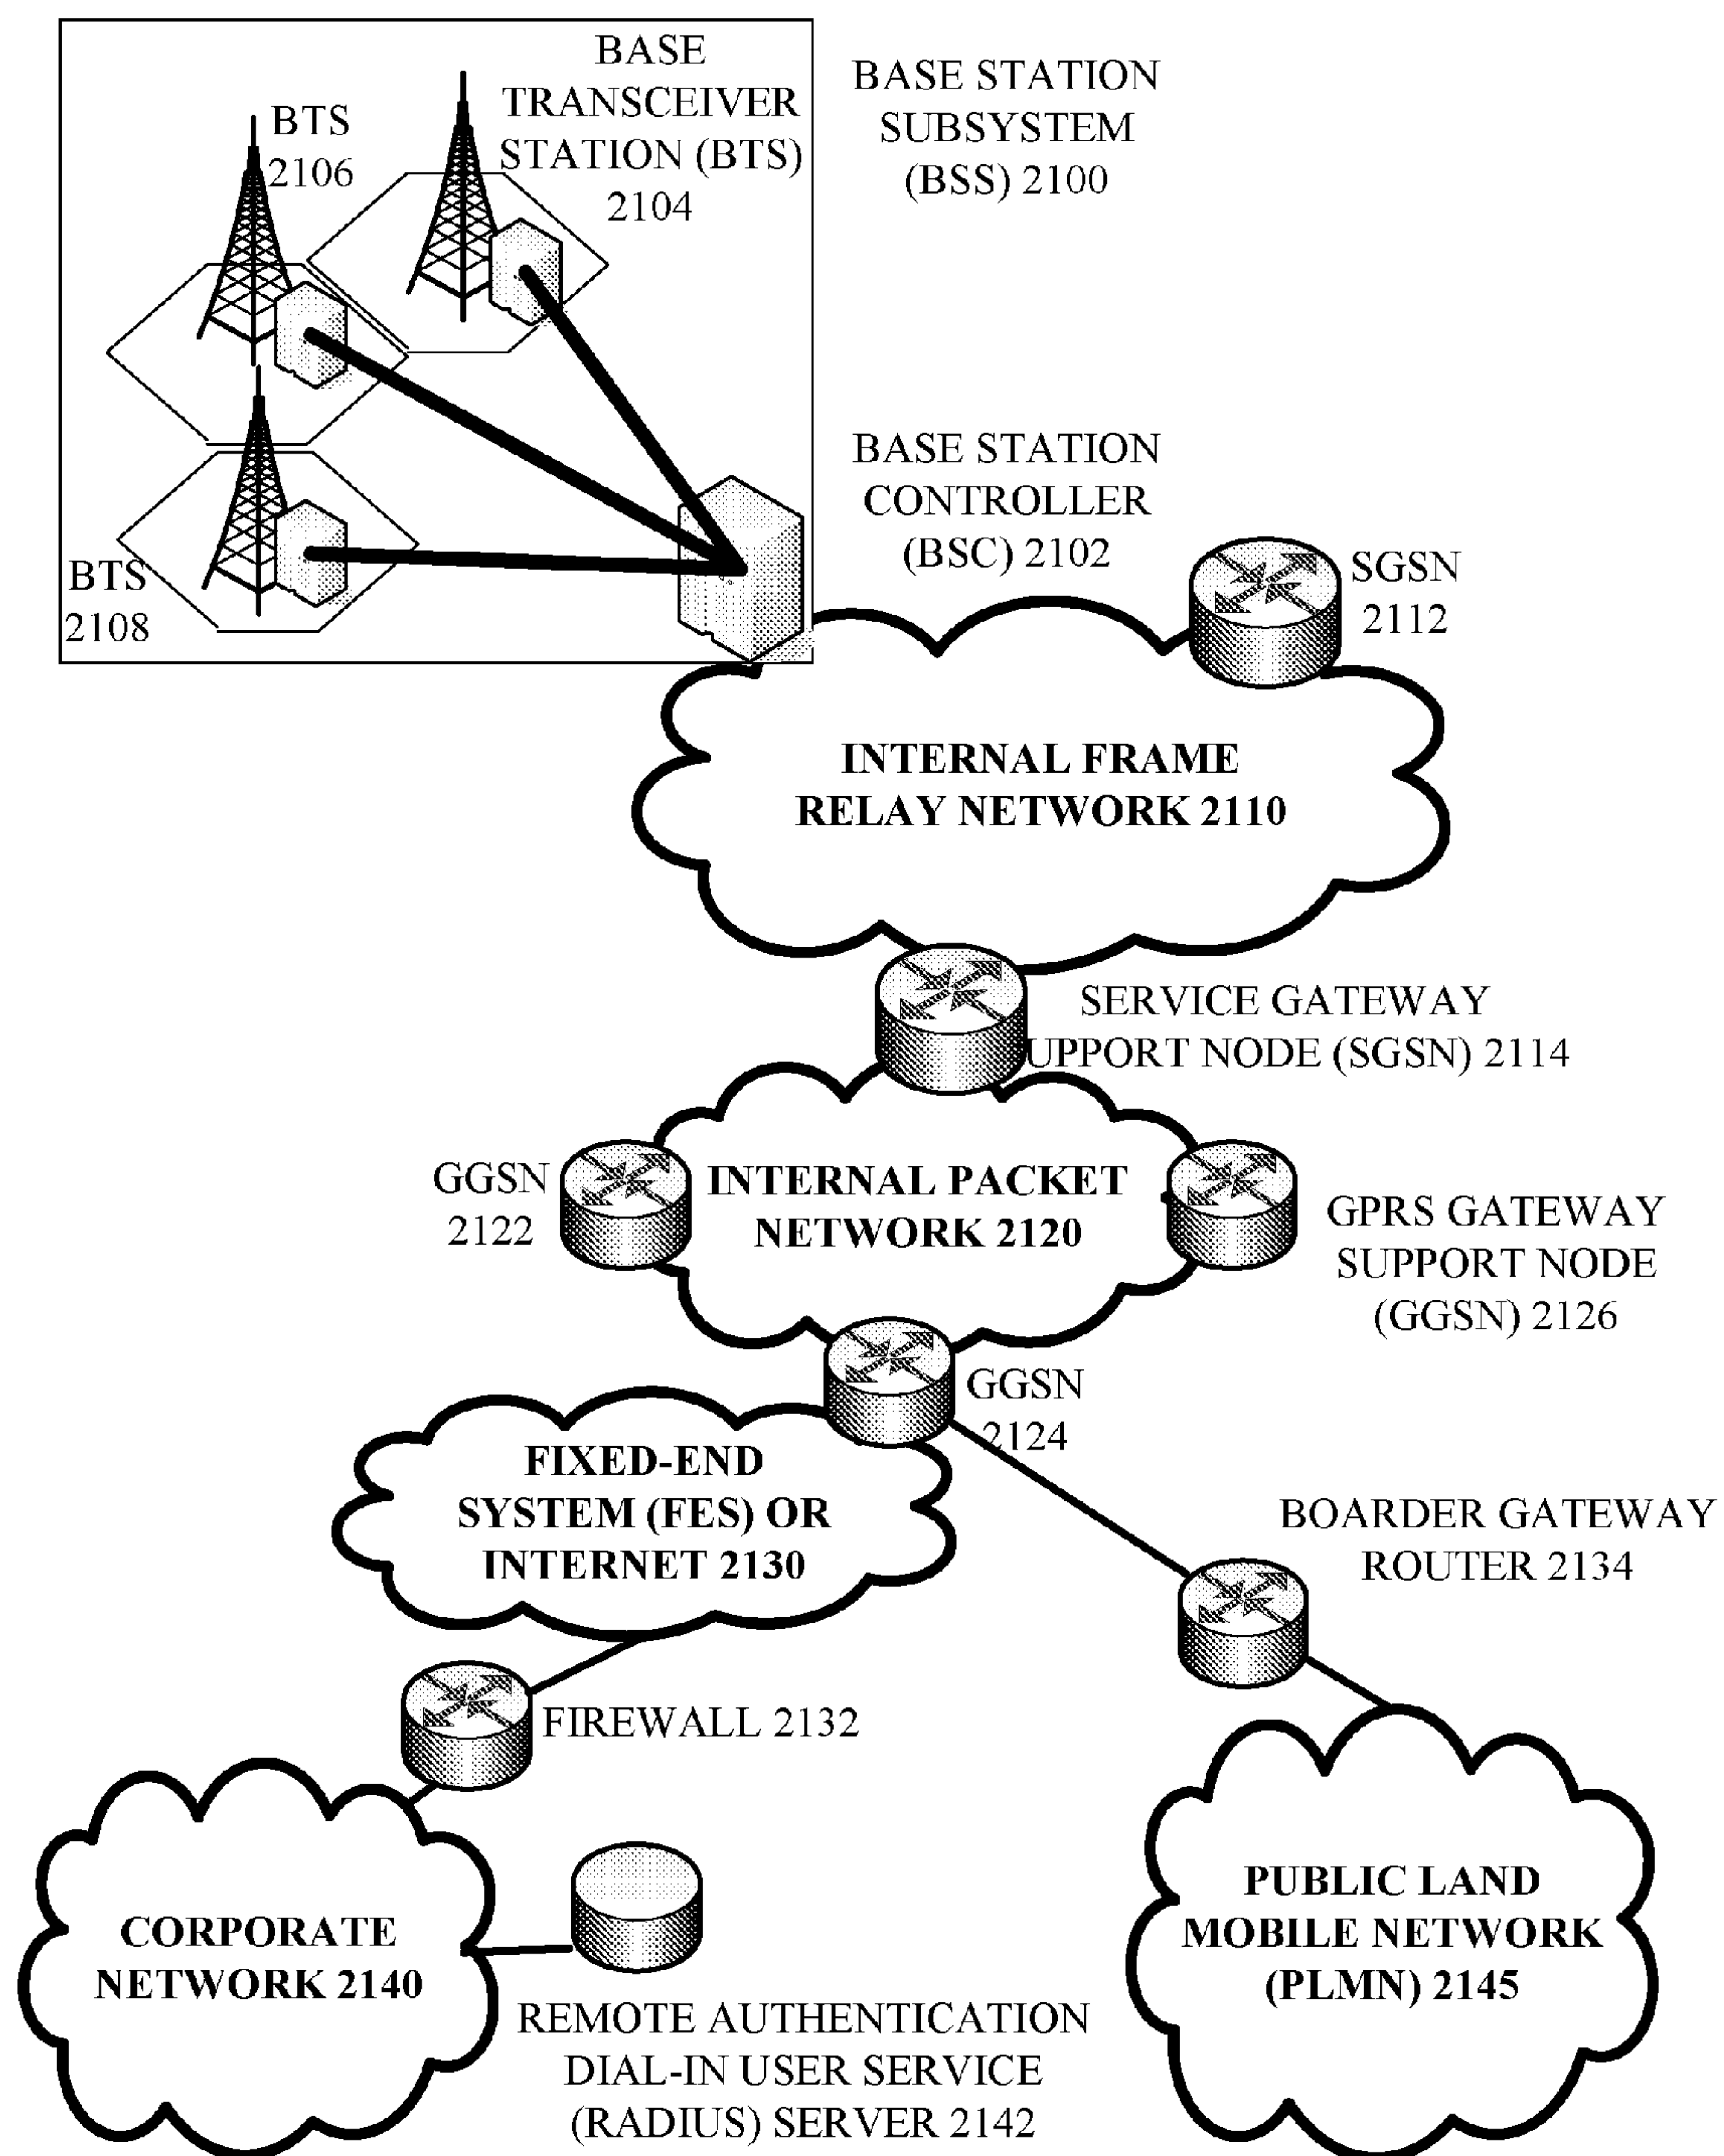 BASE
TRANSCEIVER
STATION (BTS)
2104
BTS
2106
BASE STATION
SUBSYSTEM
(BSS) 2100
BTS
2108
BASE STATION
CONTROLLER
(BSC) 2102
SGSN
2112
INTERNAL FRAME
RELAY NETWORK 2110
SERVICE GATEWAY
UPPORT NODE (SGSN) 2114
GGSN
2122
INTERNAL PACKET
NETWORK 2120
GPRS GATEWAY
SUPPORT NODE
(GGSN) 2126
GGSN
2124
FIXED-END
SYSTEM (FES) OR
INTERNET 2130
BOARDER GATEWAY
ROUTER 2134
FIREWALL 2132
CORPORATE
NETWORK 2140
PUBLIC LAND
MOBILE NETWORK
(PLMN) 2145
REMOTE AUTHENTICATION
DIAL-IN USER SERVICE
(RADIUS) SERVER 2142